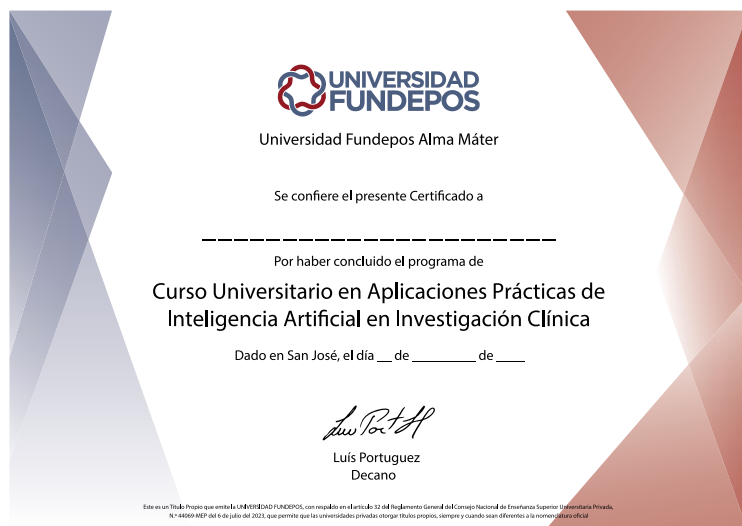 UNIVERSIDAD
FUNDEPOS
Universidad Fundepos Alma Máter
Se confiere el presente Certificado a
Por haber concluido el programa de
Curso Universitario en Aplicaciones Prácticas de
Inteligencia Artificial en Investigación Clínica
Dado en San José, el día __ de ________ de ____
Luís Portuguez
Decano
Este es un Título Propio que emite la UNIVERSIDAD FUNDEPOS, con respaldo en el artículo 32 del Reglamento General del Consejo Nacional de Enseñanza Superior Universitaria Privada,
N.º 44069-MEP del 6 de julio del 2023, que permite que las universidades privadas otorgar títulos propios, siempre y cuando sean diferentes a la nomenclatura oficial